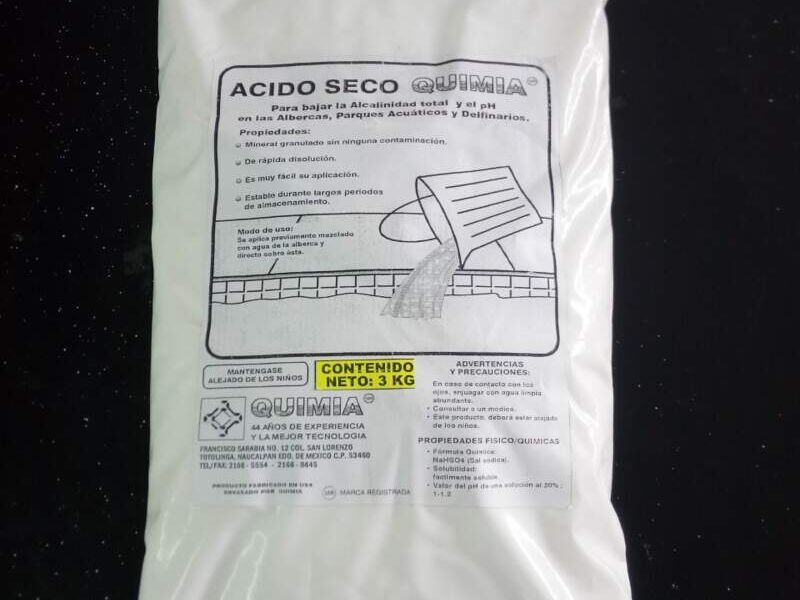 ACIDO SECO QUIMIA MR
Para bajar la Alcalinidad total y el pH
en las Albercas, Parques Acuáticos y Delfinarios.
Propiedades:
Mineral granulado sin ninguna contaminación.
De rápida disolución.
Es muy fácil su aplicación.
Estable durante largos periodos
de almacenamiento.
Modo de uso:
Se aplica previamente mezclado
con agua de la alberca y
directo sobre ésta.
MANTENGASE
ALEJADO DE LOS NIÑOS
CONTENIDO
NETO: 3 KG
QUIMIA MR
44 AÑOS DE EXPERIENCIA
Y LA MEJOR TECNOLOGIA
FRANCISCO SARABIA NO. 12 COL. SAN LORENZO
TOTOLINGA, NAUCALPAN EDO. DE MEXICO C.P. 53460
TEL/FAX: 2166 - 5554 - 2166 - 8645
PRODUCTO FABRICADO EN USA
ENVASADO POR QUIMIA
MR MARCA REGISTRADA
ADVERTENCIAS
Y PRECAUCIONES:
En caso de contacto con los
ojos, enjuagar con agua limpia
abundante.
• Consultar a un medico.
• Este producto, deberá estar alejado
de los niños.
PROPIEDADES FISICO/QUIMICAS
• Fórmula Química:
NaHSO4 (Sal sódica).
• Solubilidad:
facilmente soluble
• Valor del pH de una solución al 20% :
1-1.2